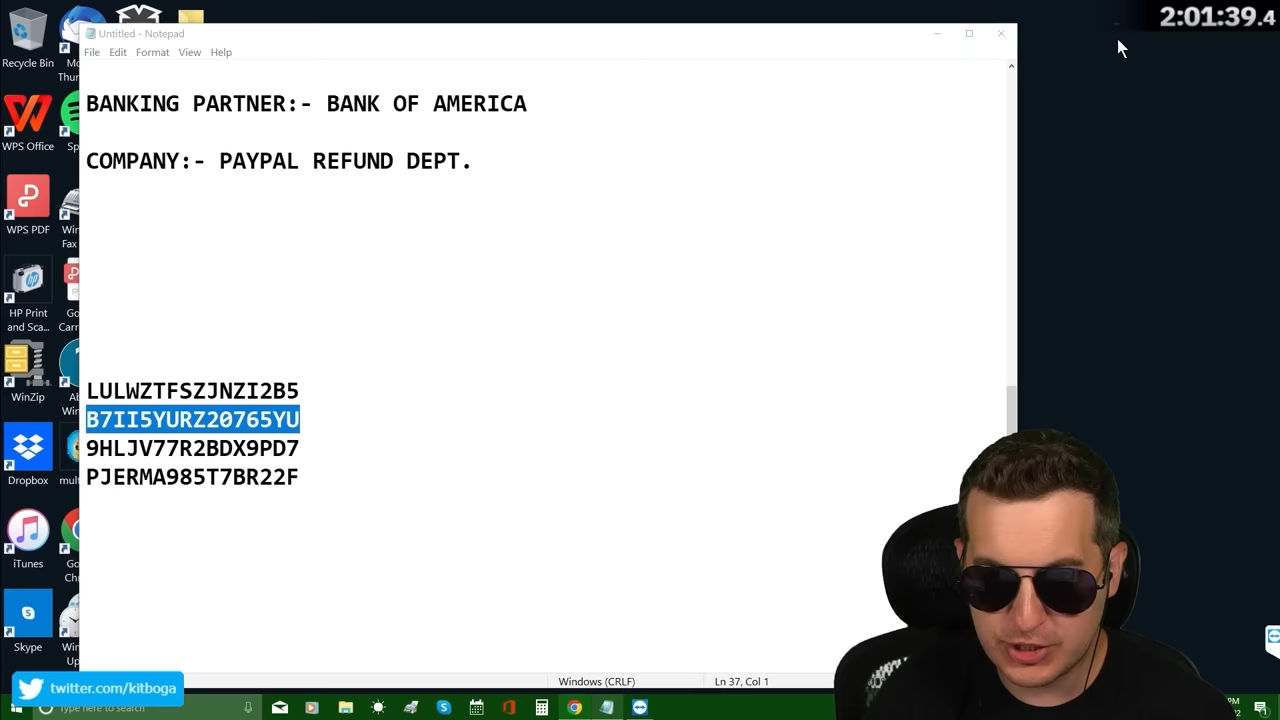 2:01:39.4
Untitled - Notepad
File Edit Format View Help
Recycle Bin
BANKING PARTNER:- BANK OF AMERICA
WPS Office
COMPANY:- PAYPAL REFUND DEPT.
WPS PDF
HP Print
and Sca...
LULWZTFSZJNZI2B5
WinZip
B7II5YURZ20765YU
9HLJV77R2BDX9PD7
PJERMA985T7BR22F
Dropbox
iTunes
Skype
Windows (CRLF)
Ln 37, Col 1
twitter.com/kitboga
Type here to search